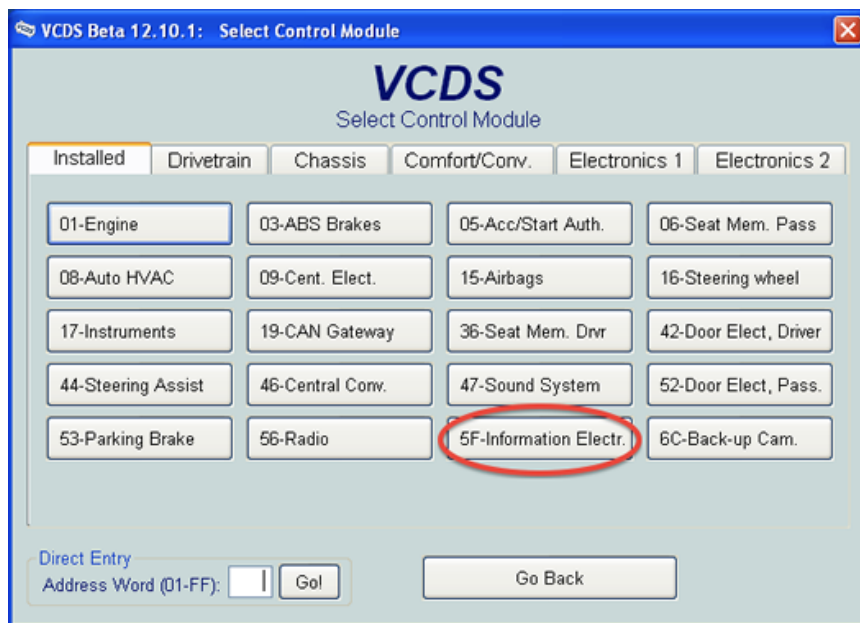 VCDS Beta 12.10.1: Select Control Module
VCDS
Select Control Module
Installed Drivetrain Chassis Comfort/Conv. Electronics 1 Electronics 2
01-Engine 03-ABS Brakes 05-Acc/Start Auth. 06-Seat Mem. Pass
08-Auto HVAC 09-Cent. Elect. 15-Airbags 16-Steering wheel
17-Instruments 19-CAN Gateway 36-Seat Mem. Drvr 42-Door Elect, Driver
44-Steering Assist 46-Central Conv. 47-Sound System 52-Door Elect, Pass.
53-Parking Brake 56-Radio 5F-Information Electr. 6C-Back-up Cam.
Direct Entry
Address Word (01-FF): Go! Go Back